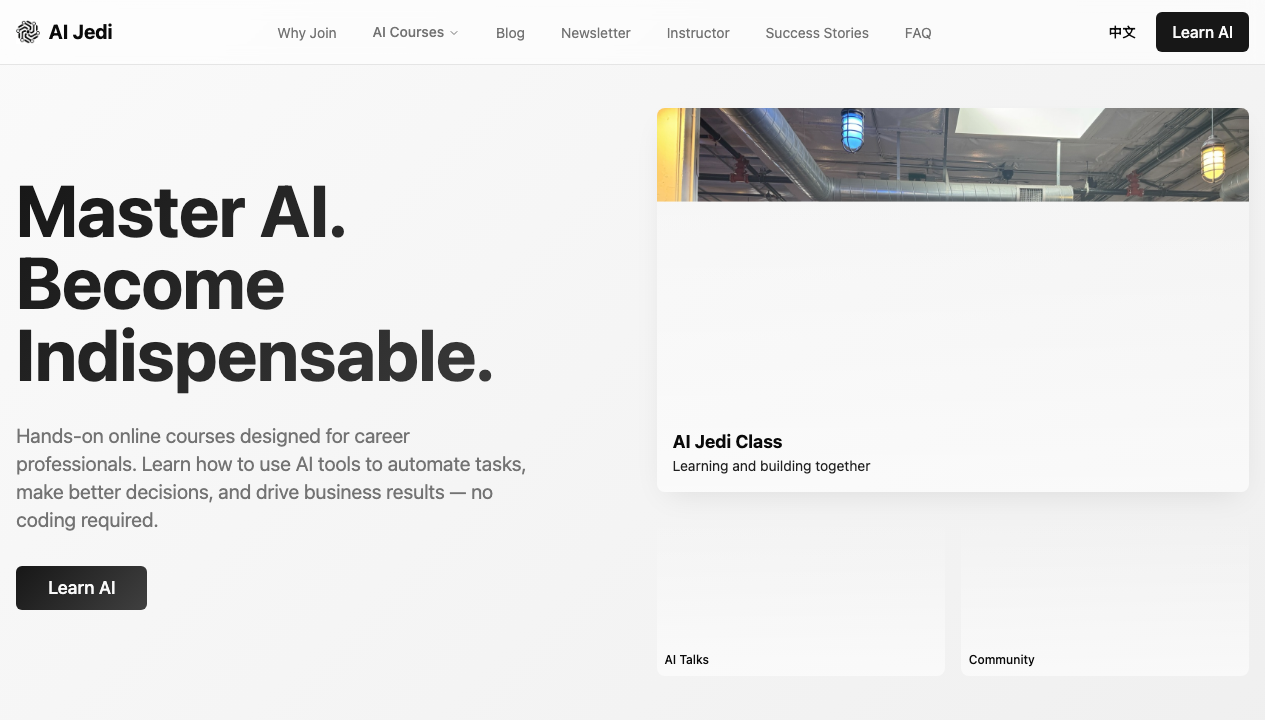 AI Jedi
Why Join
AI Courses
Blog
Newsletter
Instructor
Success Stories
FAQ
中文
Learn AI
Master AI.
Become
Indispensable.
Hands-on online courses designed for career
professionals. Learn how to use AI tools to automate tasks,
make better decisions, and drive business results — no
coding required.
Learn AI
AI Jedi Class
Learning and building together
AI Talks
Community